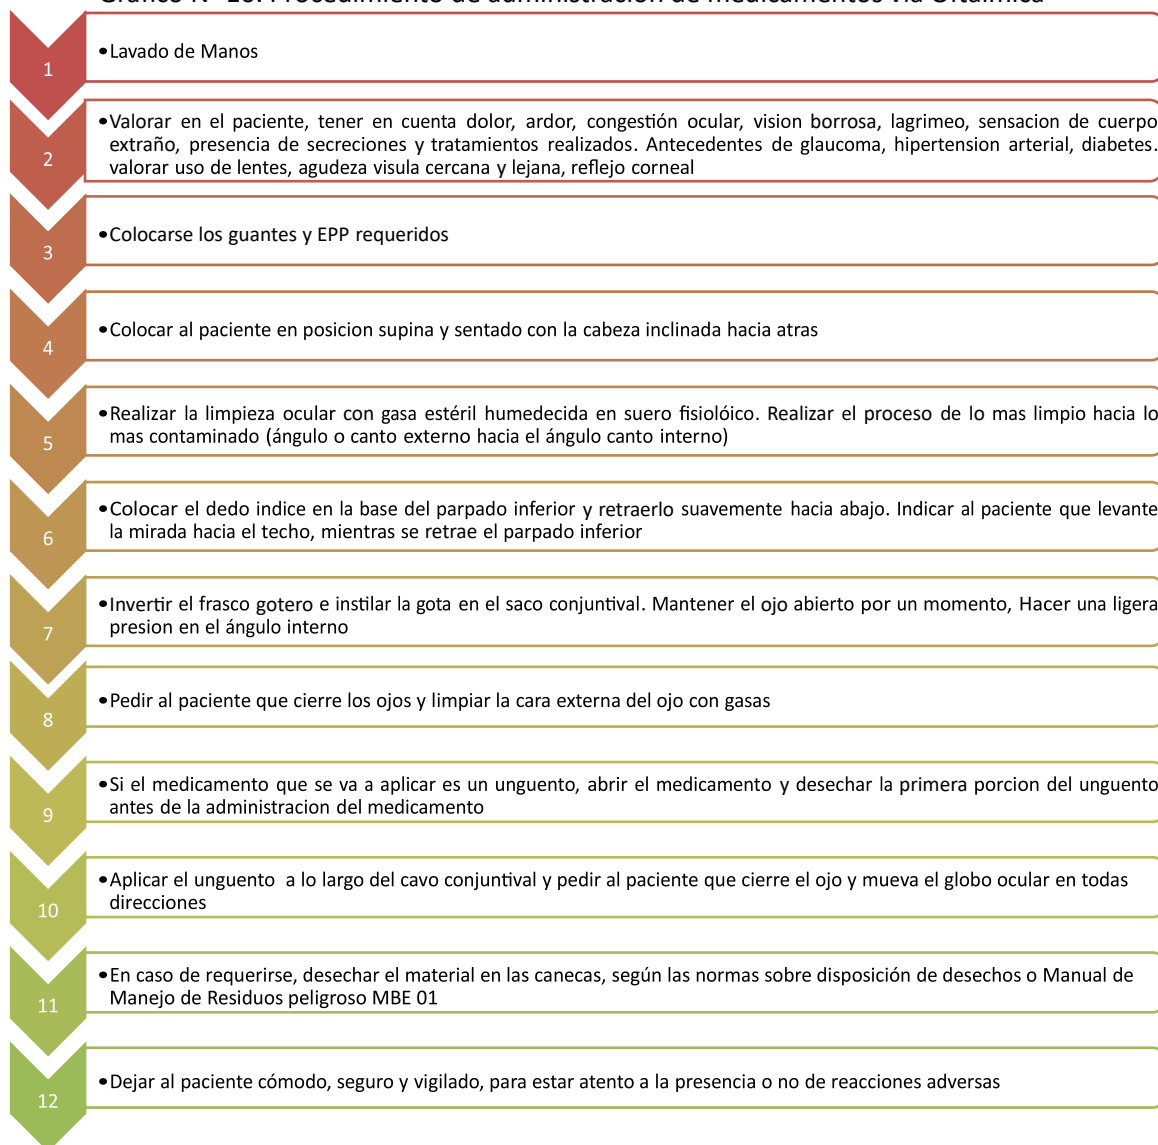 Gráfico N° 10. Procedimiento de administración de medicamentos vía Oftálmica
1
•Lavado de Manos
2
•Valorar en el paciente, tener en cuenta dolor, ardor, congestión ocular, vision borrosa, lagrimeo, sensacion de cuerpo
extraño, presencia de secreciones y tratamientos realizados. Antecedentes de glaucoma, hipertension arterial, diabetes.
valorar uso de lentes, agudeza visula cercana y lejana, reflejo corneal
3
•Colocarse los guantes y EPP requeridos
4
•Colocar al paciente en posicion supina y sentado con la cabeza inclinada hacia atras
5
•Realizar la limpieza ocular con gasa estéril humedecida en suero fisiolóico. Realizar el proceso de lo mas limpio hacia lo
mas contaminado (ángulo o canto externo hacia el ángulo canto interno)
6
•Colocar el dedo indice en la base del parpado inferior y retraerlo suavemente hacia abajo. Indicar al paciente que levante
la mirada hacia el techo, mientras se retrae el parpado inferior
7
•Invertir el frasco gotero e instilar la gota en el saco conjuntival. Mantener el ojo abierto por un momento, Hacer una ligera
presion en el ángulo interno
8
•Pedir al paciente que cierre los ojos y limpiar la cara externa del ojo con gasas
9
•Si el medicamento que se va a aplicar es un unguento, abrir el medicamento y desechar la primera porcion del unguento
antes de la administracion del medicamento
10
•Aplicar el unguento a lo largo del cavo conjuntival y pedir al paciente que cierre el ojo y mueva el globo ocular en todas
direcciones
11
•En caso de requerirse, desechar el material en las canecas, según las normas sobre disposición de desechos o Manual de
Manejo de Residuos peligroso MBE 01
12
•Dejar al paciente cómodo, seguro y vigilado, para estar atento a la presencia o no de reacciones adversas